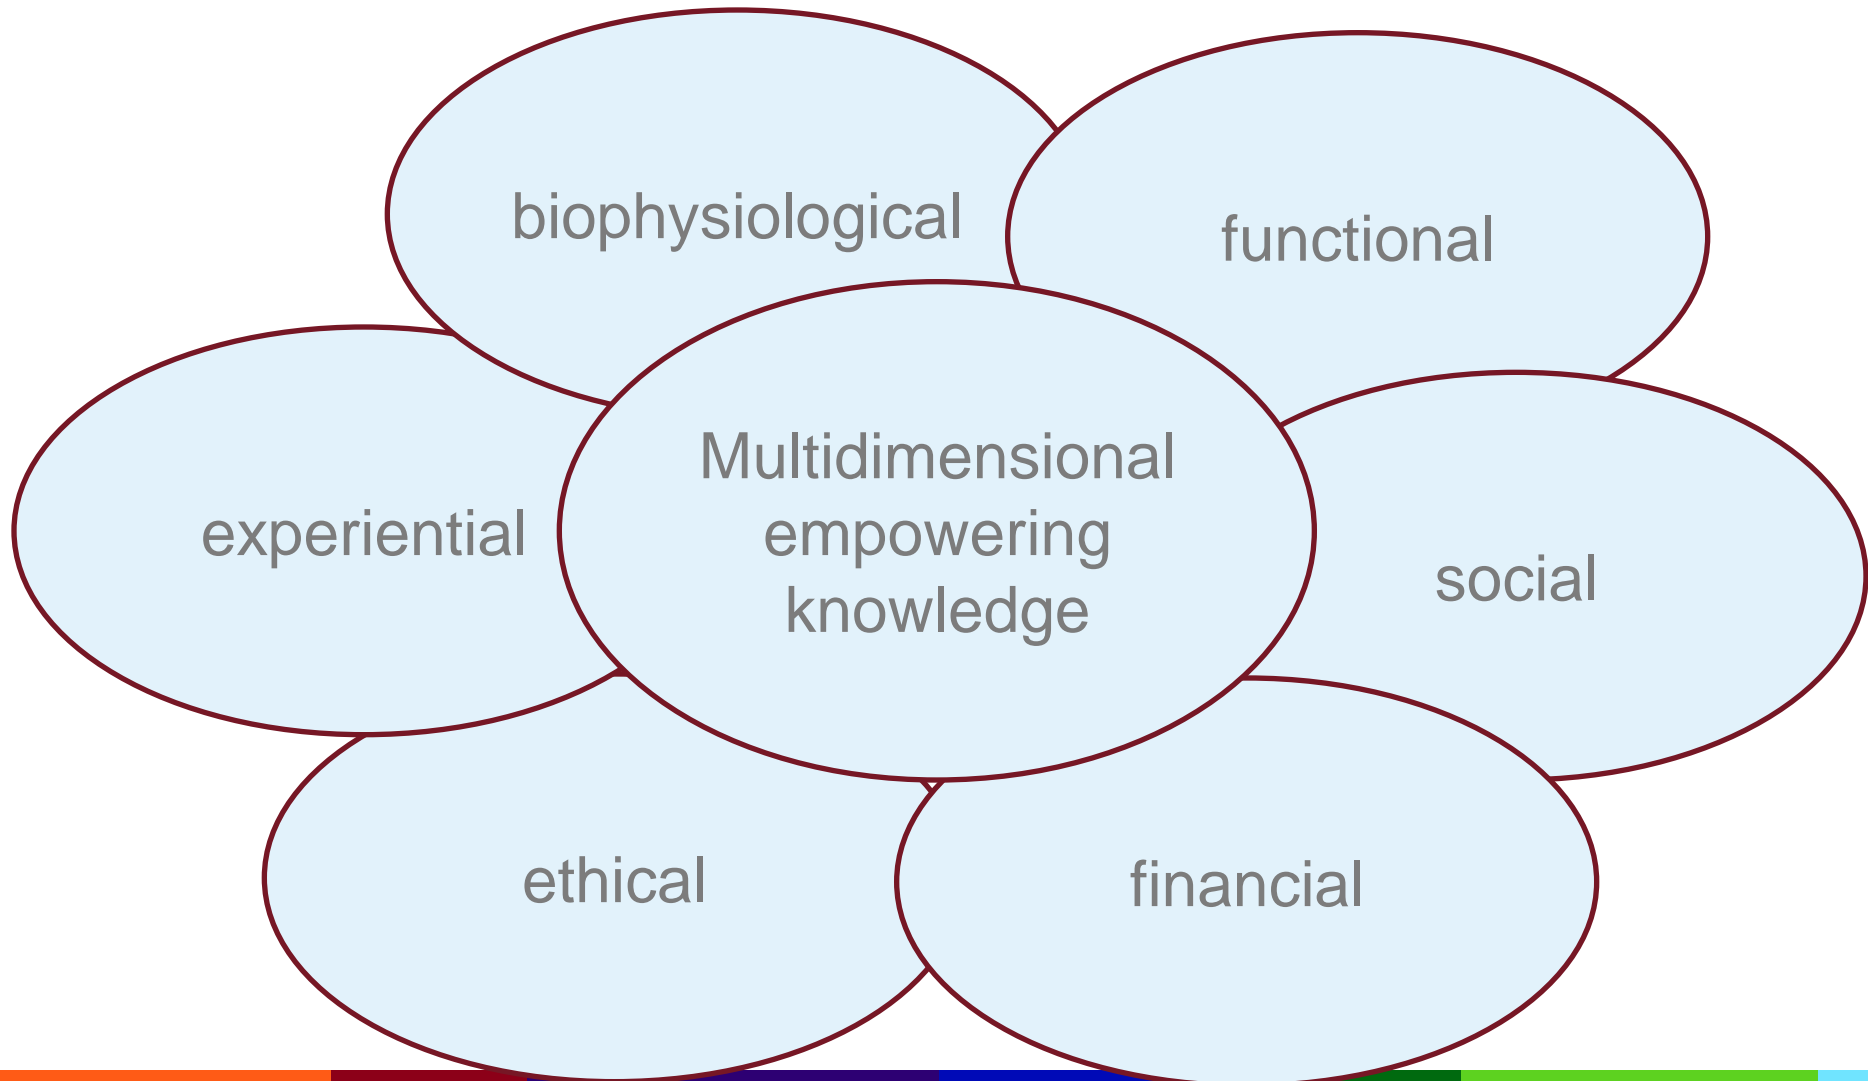 biophysiological
functional
Multidimensional
empowering
knowledge
experiential
social
ethical
financial